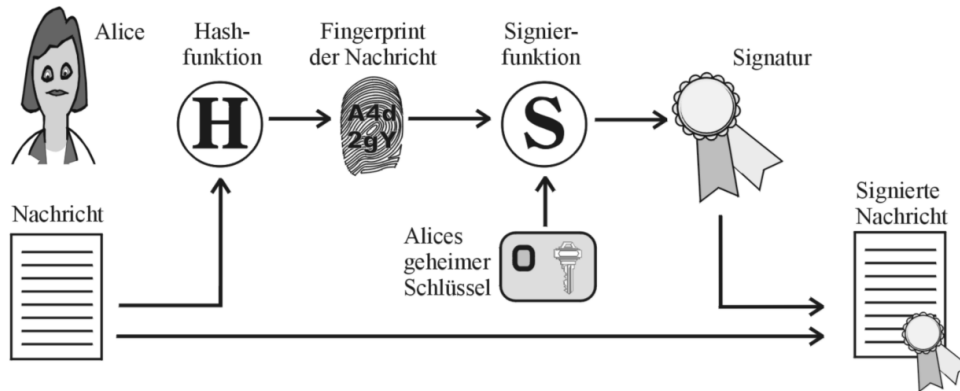 Alice
Hash-
funktion
Fingerprint
der Nachricht
Signier-
funktion
Signatur
H
A4d
2gY
S
Nachricht
Alices
geheimer
Schlüssel
Signierte
Nachricht